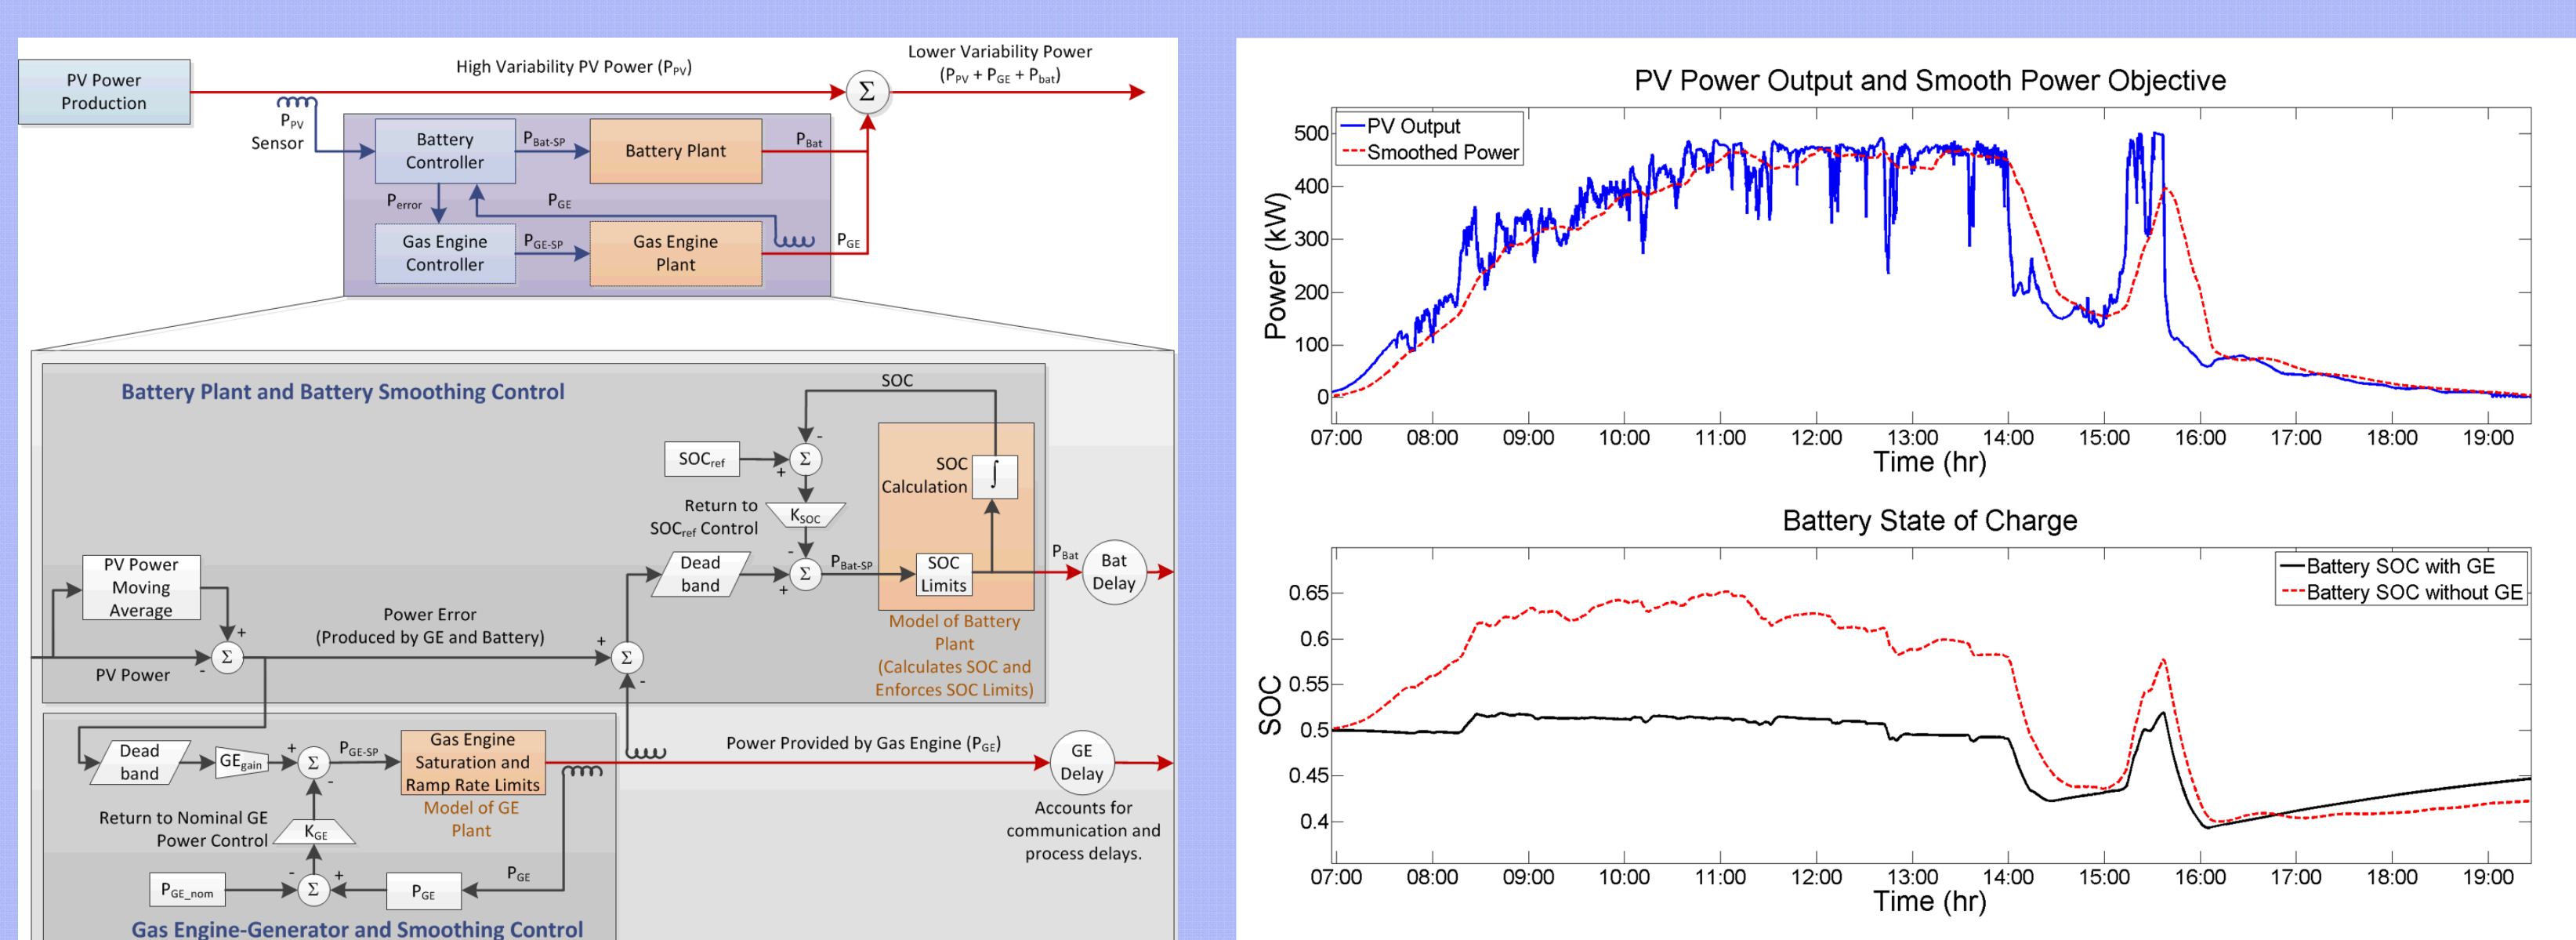 PV Power
Production
High Variability PV Power (PPV)
Lower Variability Power
(PPV + PGE + Pbat)
Σ
PPV
Sensor
Battery
Controller
PBat-SP
Battery Plant
PBat
Perror
PGE
Gas Engine
Controller
PGE-SP
Gas Engine
Plant
PGE
Battery Plant and Battery Smoothing Control
SOC
-
SOCref
+
Σ
SOC
Calculation
∫
Return to
SOCref Control
KSOC
-
PV Power
Moving
Average
Dead
band
+
Σ
PBat-SP
SOC
Limits
PBat
Bat
Delay
Power Error
(Produced by GE and Battery)
+
+
Σ
-
PV Power
Σ
-
Model of Battery
Plant
(Calculates SOC and
Enforces SOC Limits)
Dead
band
GEgain
+
Σ
-
PGE-SP
Gas Engine
Saturation and
Ramp Rate Limits
Model of GE
Plant
Power Provided by Gas Engine (PGE)
GE
Delay
Accounts for
communication and
process delays.
Return to Nominal GE
Power Control
KGE
PGE_nom
-
Σ
+
PGE
PGE
Gas Engine-Generator and Smoothing Control
PV Power Output and Smooth Power Objective
PV Output
Smoothed Power
Power (kW)
500
400
300
200
100
0
07:00 08:00 09:00 10:00 11:00 12:00 13:00 14:00 15:00 16:00 17:00 18:00 19:00
Time (hr)
Battery State of Charge
Battery SOC with GE
Battery SOC without GE
SOC
0.65
0.6
0.55
0.5
0.45
0.4
07:00 08:00 09:00 10:00 11:00 12:00 13:00 14:00 15:00 16:00 17:00 18:00 19:00
Time (hr)